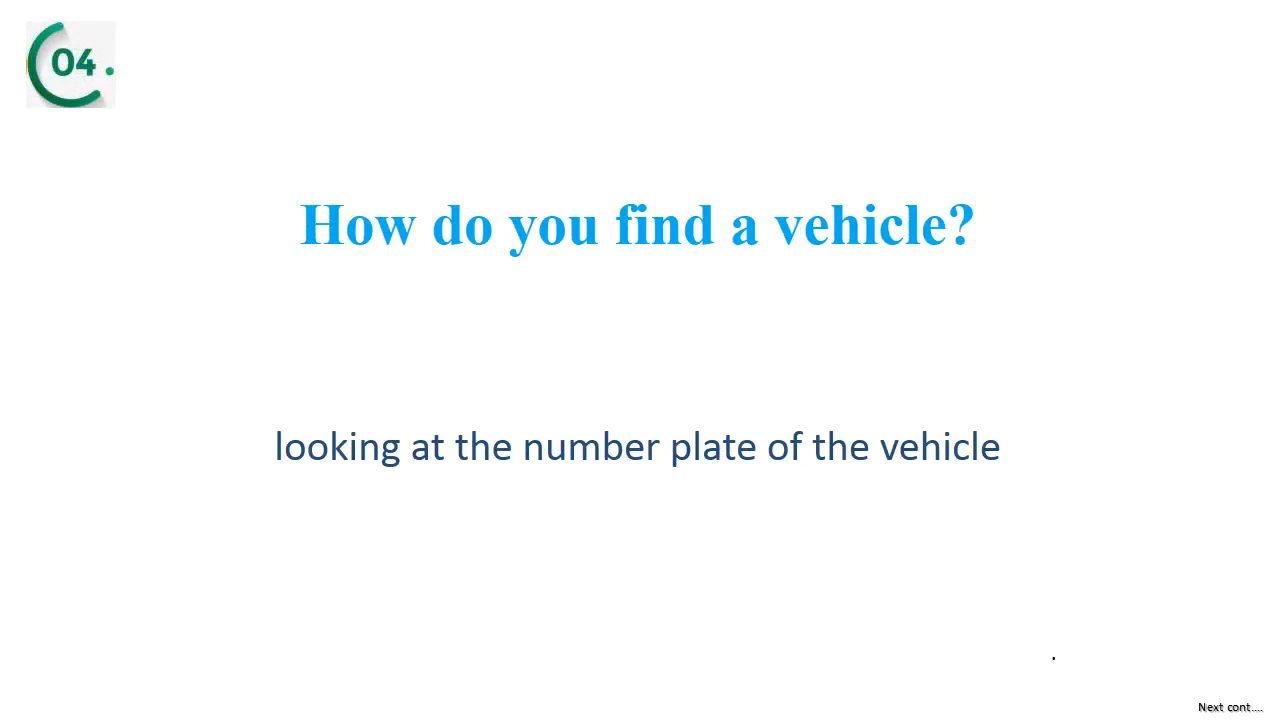 04
How do you find a vehicle?
looking at the number plate of the vehicle
.
Next cont....